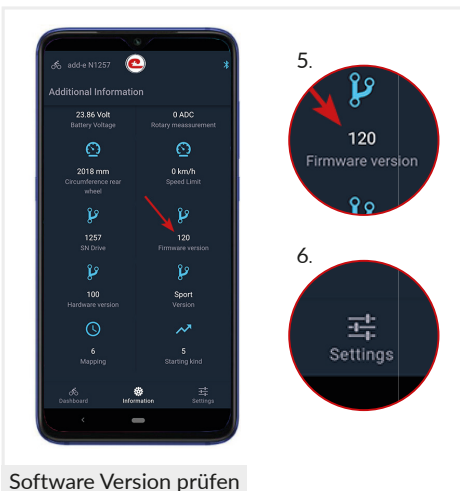 add-e N1257
Additional Information
23.86 Volt
Battery Voltage
0 ADC
Rotary measurement
2018 mm
Circumference rear
wheel
0 km/h
Speed Limit
1257
SN Drive
120
Firmware version
100
Hardware version
Sport
Version
6
Mapping
5
Starting kind
Dashboard
Information
Settings
5.
120
Firmware version
6.
Settings
Software Version prüfen